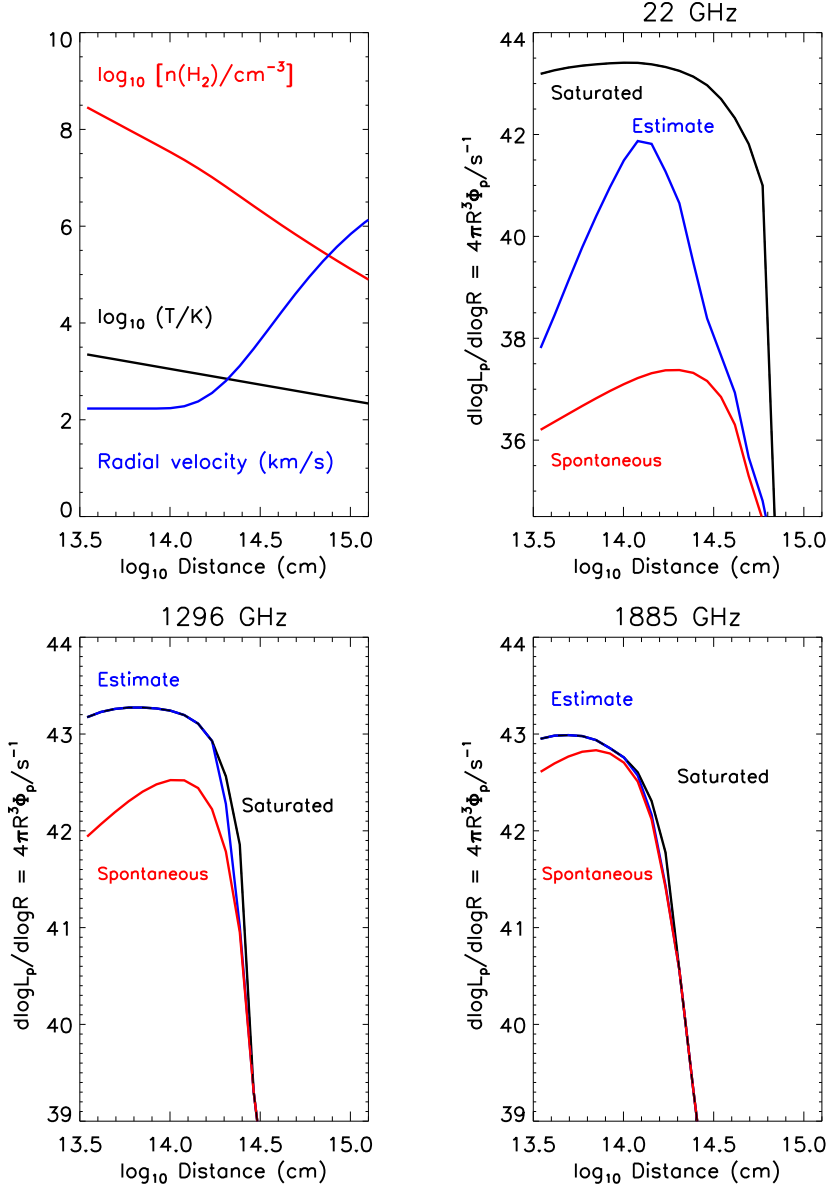 10
8
6
4
2
0
log₁₀ [n(H₂)/cm⁻³]
log₁₀ (T/K)
Radial velocity (km/s)
13.5 14.0 14.5 15.0
log₁₀ Distance (cm)
22 GHz
44
42
40
38
36
dlogLₚ/dlogR = 4πR³Φₚ/s⁻¹
Saturated
Estimate
Spontaneous
13.5 14.0 14.5 15.0
log₁₀ Distance (cm)
1296 GHz
44
43
42
41
40
39
dlogLₚ/dlogR = 4πR³Φₚ/s⁻¹
Estimate
Saturated
Spontaneous
13.5 14.0 14.5 15.0
log₁₀ Distance (cm)
1885 GHz
44
43
42
41
40
39
dlogLₚ/dlogR = 4πR³Φₚ/s⁻¹
Estimate
Saturated
Spontaneous
13.5 14.0 14.5 15.0
log₁₀ Distance (cm)